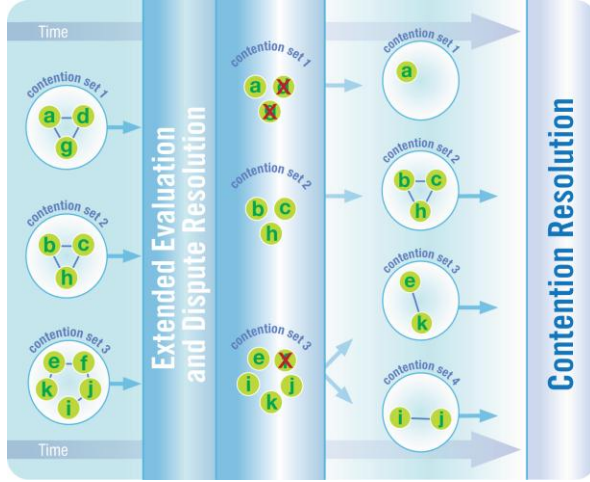 Time
contention set 1
a d
g
contention set 2
b c
h
contention set 3
e f
k j
i
Time
Extended Evaluation
and Dispute Resolution
contention set 1
a
contention set 2
b c
h
contention set 3
e
i j
k
contention set 1
a
contention set 2
b c
h
contention set 3
e
k
contention set 4
i j
Contention Resolution